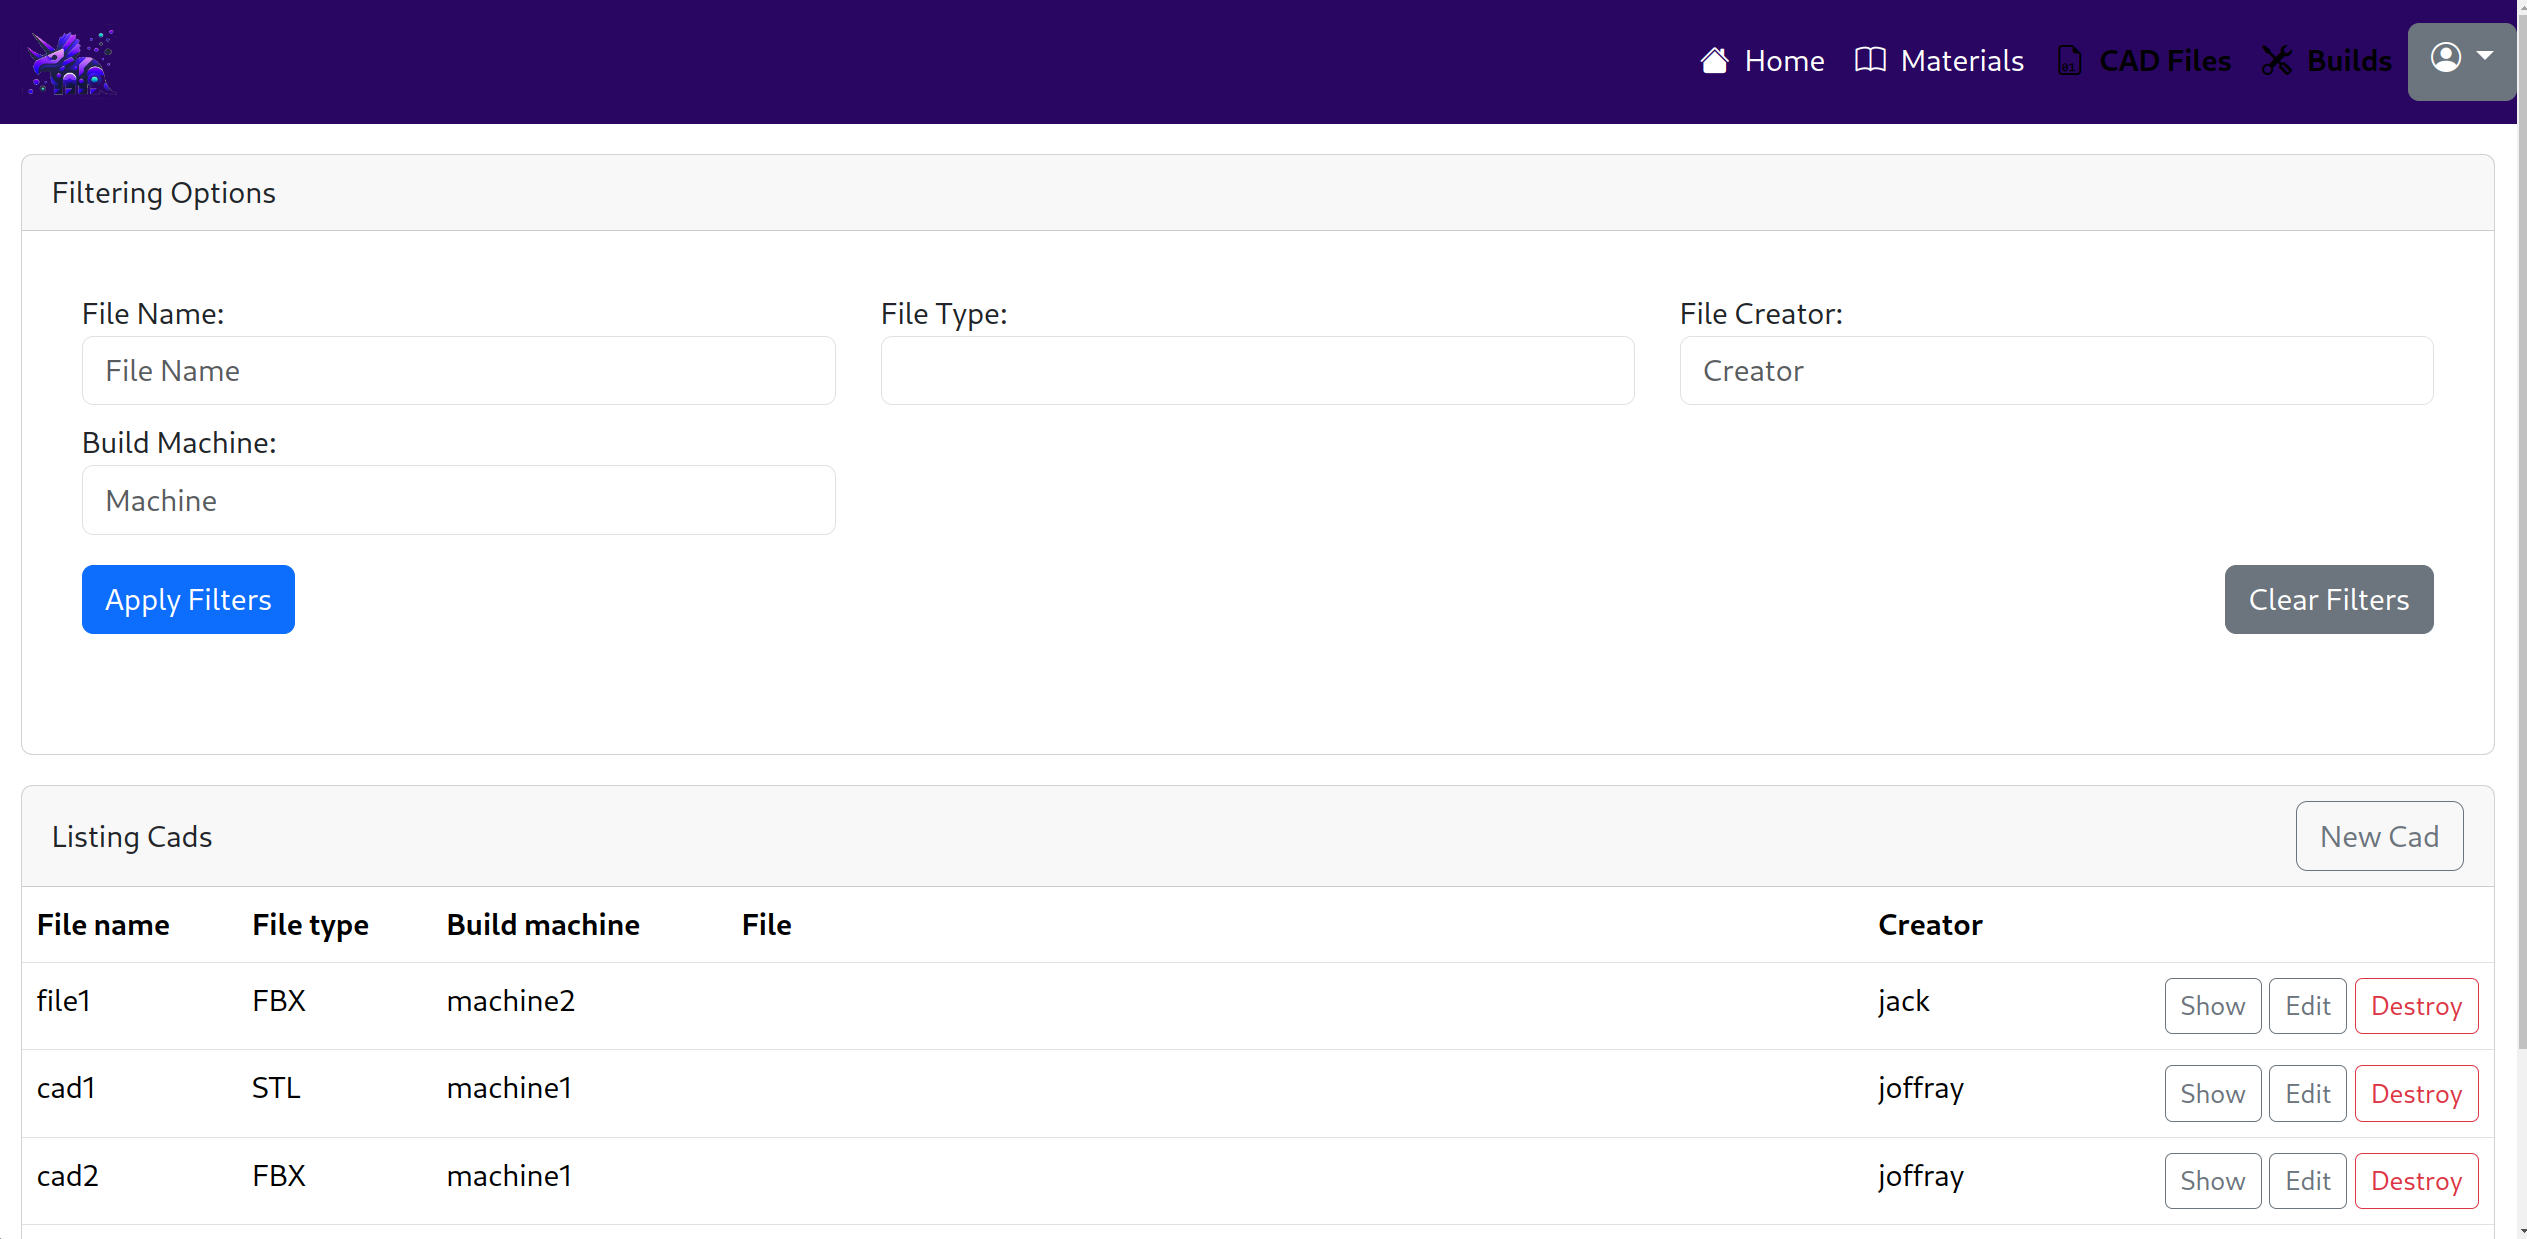 Home Materials CAD Files Builds
Filtering Options
File Name: File Type: File Creator:
File Name Creator
Build Machine:
Machine
Apply Filters Clear Filters
Listing Cads New Cad
File name File type Build machine File Creator
file1 FBX machine2 jack Show Edit Destroy
cad1 STL machine1 joffray Show Edit Destroy
cad2 FBX machine1 joffray Show Edit Destroy